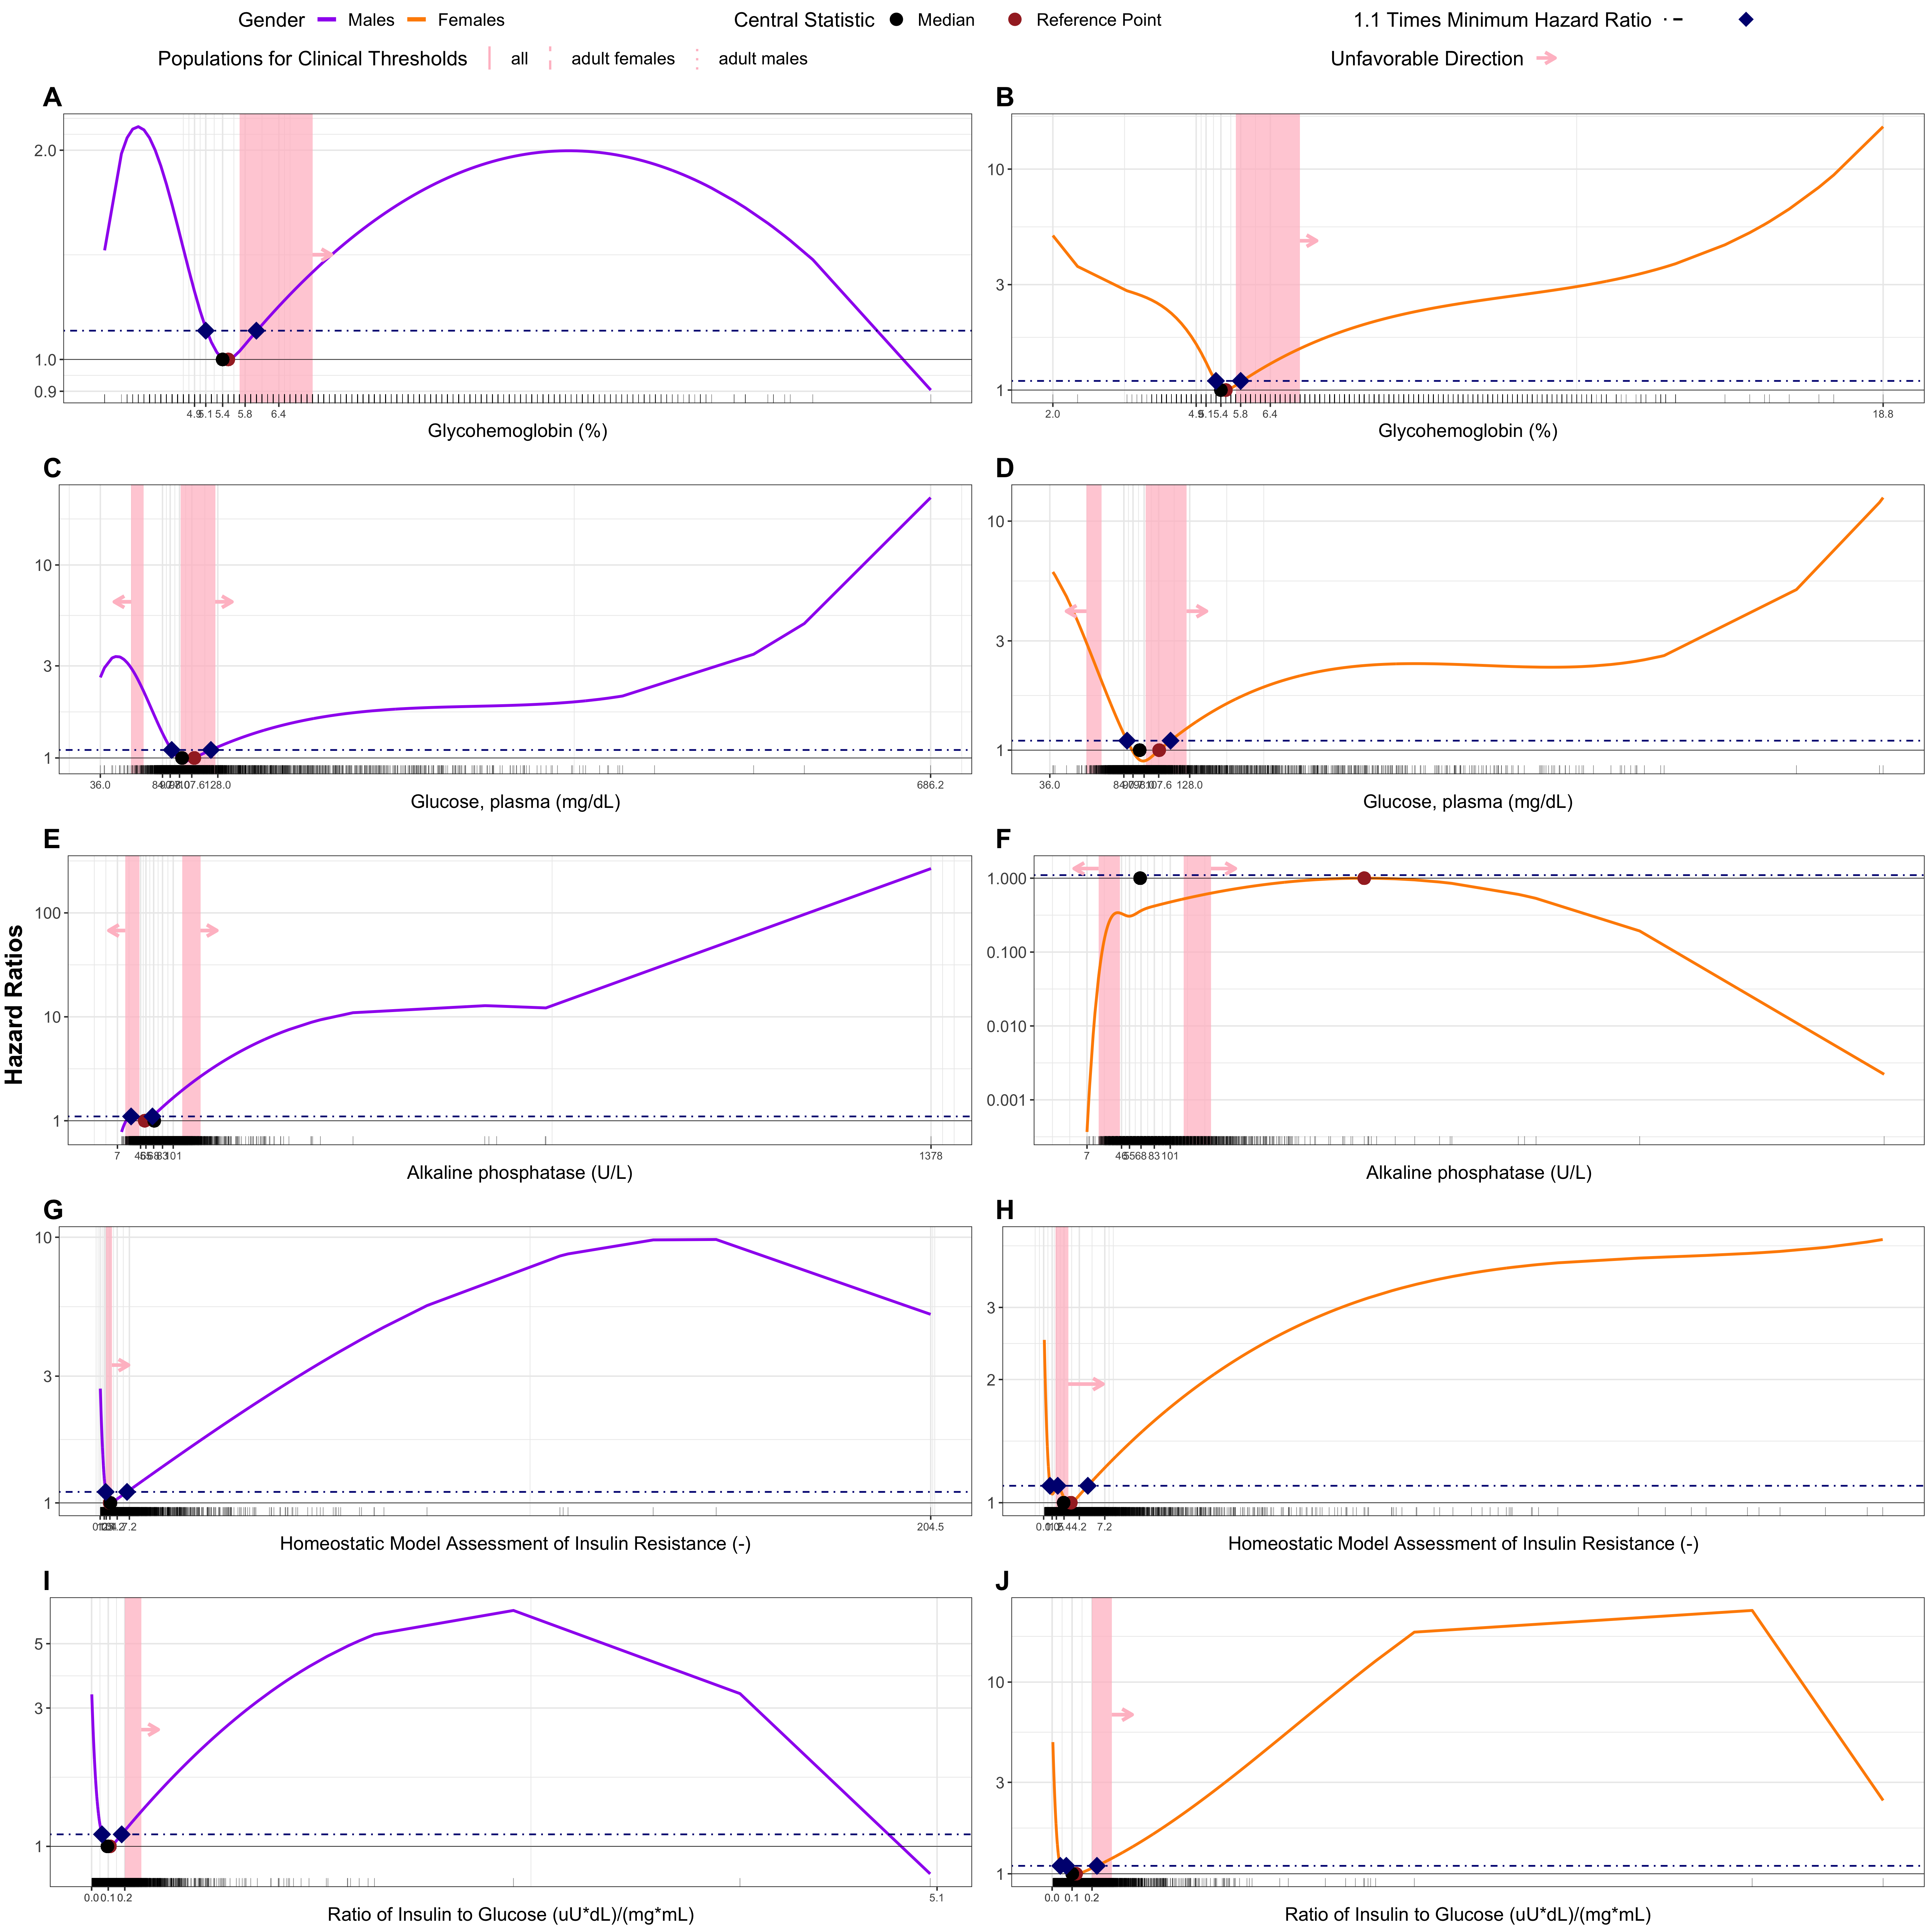 Gender Males Females Central Statistic Median Reference Point 1.1 Times Minimum Hazard Ratio
Populations for Clinical Thresholds all adult females adult males Unfavorable Direction
Hazard Ratios
A
2.0
1.0
0.9
5.4 5.8 6.4
Glycohemoglobin (%)
B
10
3
1
2.0 5.8 6.4 18.8
Glycohemoglobin (%)
C
10
3
1
36.0 128.0 686.2
Glucose, plasma (mg/dL)
D
10
3
1
36.0 107.6 128.0
Glucose, plasma (mg/dL)
E
100
10
1
7 101 1378
Alkaline phosphatase (U/L)
F
1.000
0.100
0.010
0.001
7 68 83 101
Alkaline phosphatase (U/L)
G
10
3
1
7.2 204.5
Homeostatic Model Assessment of Insulin Resistance (-)
H
3
2
1
4.2 7.2
Homeostatic Model Assessment of Insulin Resistance (-)
I
5
3
1
0.0 0.1 0.2 5.1
Ratio of Insulin to Glucose (uU*dL)/(mg*mL)
J
10
3
1
0.0 0.1 0.2
Ratio of Insulin to Glucose (uU*dL)/(mg*mL)